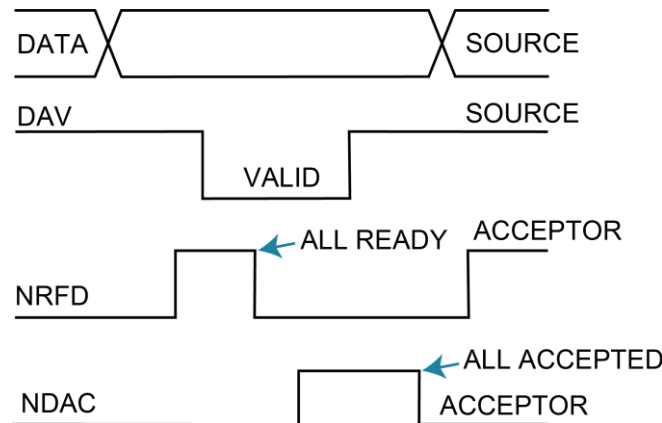 DATA SOURCE
DAV SOURCE
VALID
ALL READY ACCEPTOR
NRFD
ALL ACCEPTED
NDAC ACCEPTOR